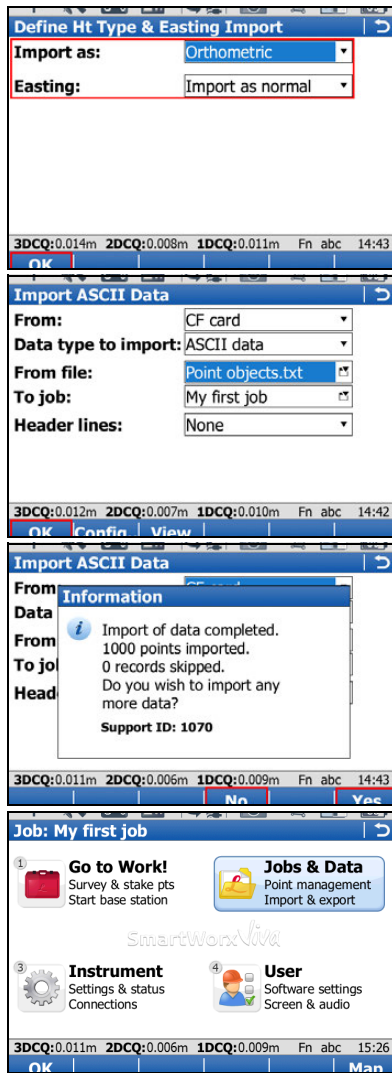 Define Ht Type & Easting Import
Import as: Orthometric
Easting: Import as normal
3DCQ:0.014m 2DCQ:0.008m 1DCQ:0.011m Fn abc 14:43
OK
Import ASCII Data
From: CF card
Data type to import: ASCII data
From file: Point objects.txt
To job: My first job
Header lines: None
3DCQ:0.012m 2DCQ:0.007m 1DCQ:0.010m Fn abc 14:42
OK Config View
Import ASCII Data
From
Information
Data
Import of data completed.
From
1000 points imported.
0 records skipped.
To jo
Do you wish to import any
Head
more data?
Support ID: 1070
3DCQ:0.011m 2DCQ:0.006m 1DCQ:0.009m Fn abc 14:43
No Yes
Job: My first job
1 Go to Work! Jobs & Data
Survey & stake pts Point management
Start base station Import & export
SmartWorx Viva
3 Instrument 4 User
Settings & status Software settings
Connections Screen & audio
3DCQ:0.011m 2DCQ:0.006m 1DCQ:0.009m Fn abc 15:26
OK Map